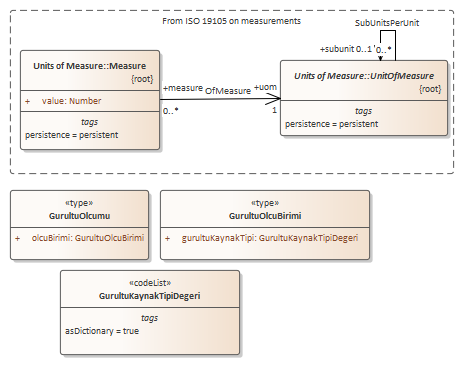 From ISO 19105 on measurements
SubUnitsPerUnit
+subunit 0..1 0..*
Units of Measure::Measure
{root}
+ value: Number
tags
persistence = persistent
+measure OfMeasure +uom
0..* 1
Units of Measure::UnitOfMeasure
{root}
tags
persistence = persistent
«type»
GurultuOlcumu
+ olcuBirimi: GurultuOlcuBirimi
«type»
GurultuOlcuBirimi
+ gurultuKaynakTipi: GurultuKaynakTipiDegeri
«codeList»
GurultuKaynakTipiDegeri
tags
asDictionary = true